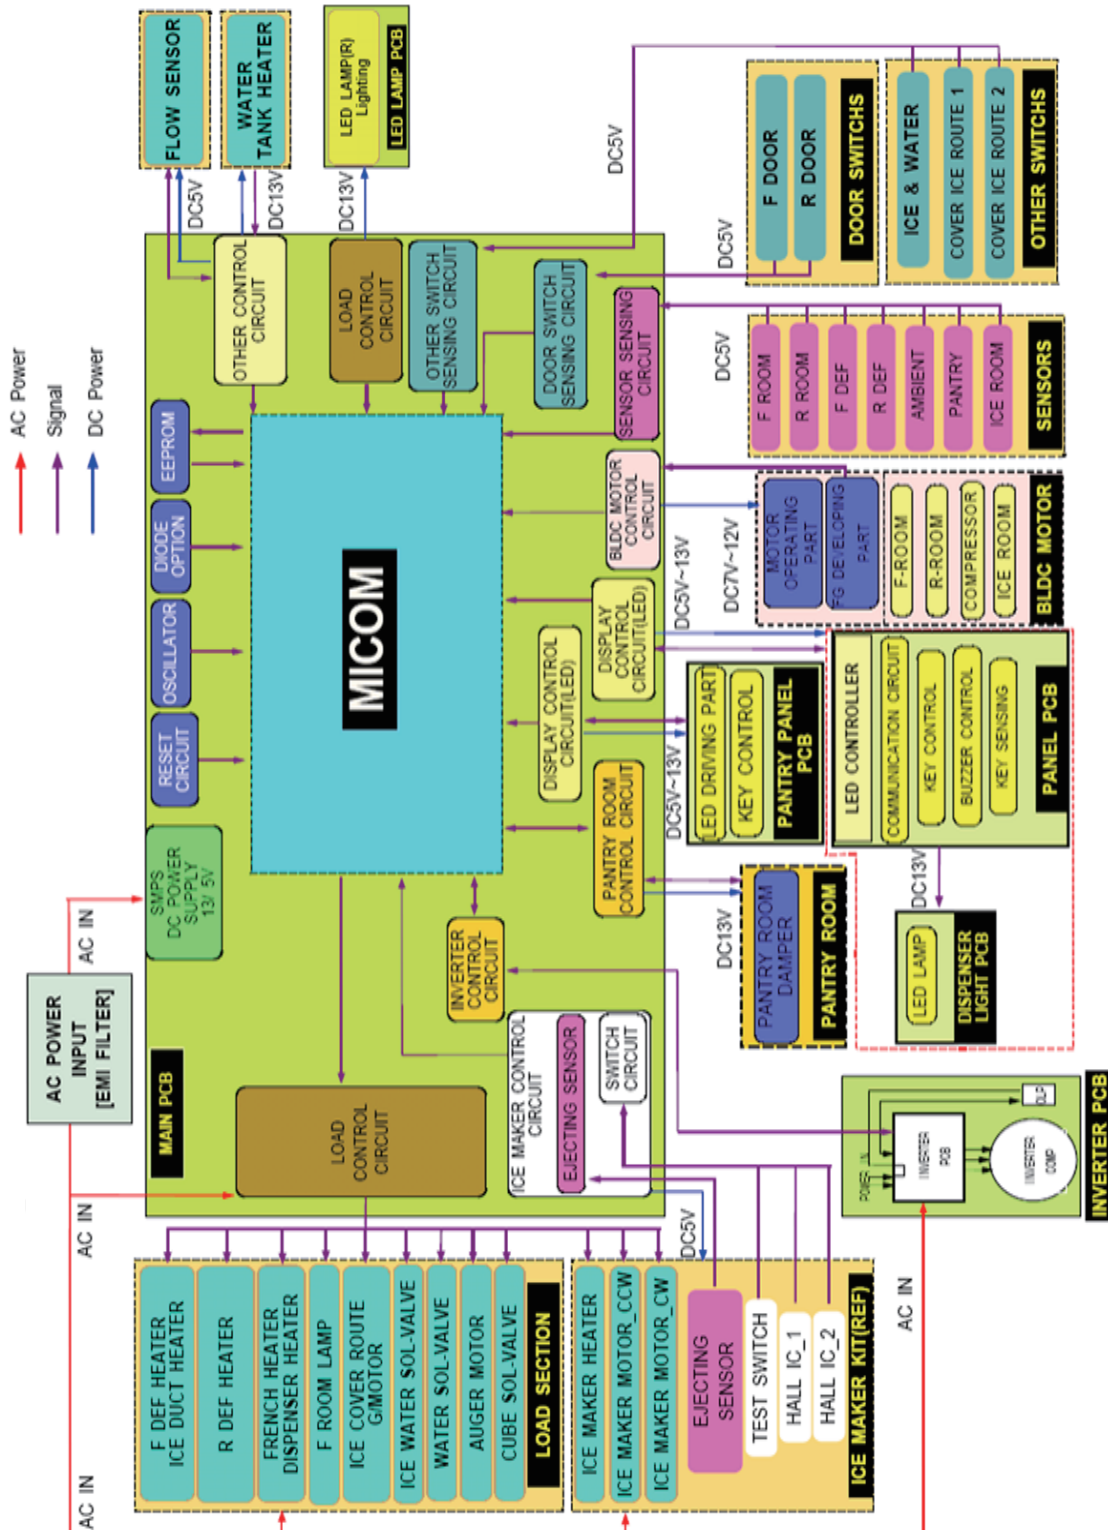 AC Power
Signal
DC Power
FLOW SENSOR
WATER
TANK HEATER
LED LAMP(R)
Lighting
LED LAMP PCB
DC5V
DC13V
DC13V
DC5V
DC5V
F DOOR
R DOOR
DOOR SWITCHS
ICE & WATER
COVER ICE ROUTE 1
COVER ICE ROUTE 2
OTHER SWITCHS
OTHER CONTROL
CIRCUIT
LOAD
CONTROL
CIRCUIT
OTHER SWITCH
SENSING CIRCUIT
DOOR SWITCH
SENSING CIRCUIT
SENSOR SENSING
CIRCUIT
DC5V
F ROOM
R ROOM
F DEF
R DEF
AMBIENT
PANTRY
ICE ROOM
SENSORS
EEPROM
DIODE
OPTION
OSCILLATOR
RESET
CIRCUIT
SMPS
DC POWER
SUPPLY
13/ 5V
MICOM
BLDC MOTOR
CONTROL
CIRCUIT
DISPLAY
CONTROL
CIRCUIT(LED)
DISPLAY CONTROL
CIRCUIT(LED)
PANTRY ROOM
CONTROL CIRCUIT
INVERTER
CONTROL
CIRCUIT
DC5V~13V
DC7V~12V
MOTOR
OPERATING
PART
FG DEVELOPING
PART
F-ROOM
R-ROOM
COMPRESSOR
ICE ROOM
BLDC MOTOR
DC5V~13V
LED DRIVING PART
KEY CONTROL
PANTRY PANEL
PCB
LED CONTROLLER
COMMUNICATION CIRCUIT
KEY CONTROL
BUZZER CONTROL
KEY SENSING
PANEL PCB
DC13V
PANTRY ROOM
DAMPER
PANTRY ROOM
DC13V
LED LAMP
DISPENSER
LIGHT PCB
AC IN
AC POWER
INPUT
[EMI FILTER]
MAIN PCB
LOAD
CONTROL
CIRCUIT
ICE MAKER CONTROL
CIRCUIT
EJECTING SENSOR
SWITCH
CIRCUIT
POWER
INVERTER
PCB
OLP
INVERTER
COMP
INVERTER PCB
AC IN
AC IN
DC5V
F DEF HEATER
ICE DUCT HEATER
R DEF HEATER
FRENCH HEATER
DISPENSER HEATER
F ROOM LAMP
ICE COVER ROUTE
G/MOTOR
ICE WATER SOL-VALVE
WATER SOL-VALVE
AUGER MOTOR
CUBE SOL-VALVE
LOAD SECTION
ICE MAKER HEATER
ICE MAKER MOTOR_CCW
ICE MAKER MOTOR_CW
EJECTING
SENSOR
TEST SWITCH
HALL IC_1
HALL IC_2
ICE MAKER KIT(REF)
AC IN